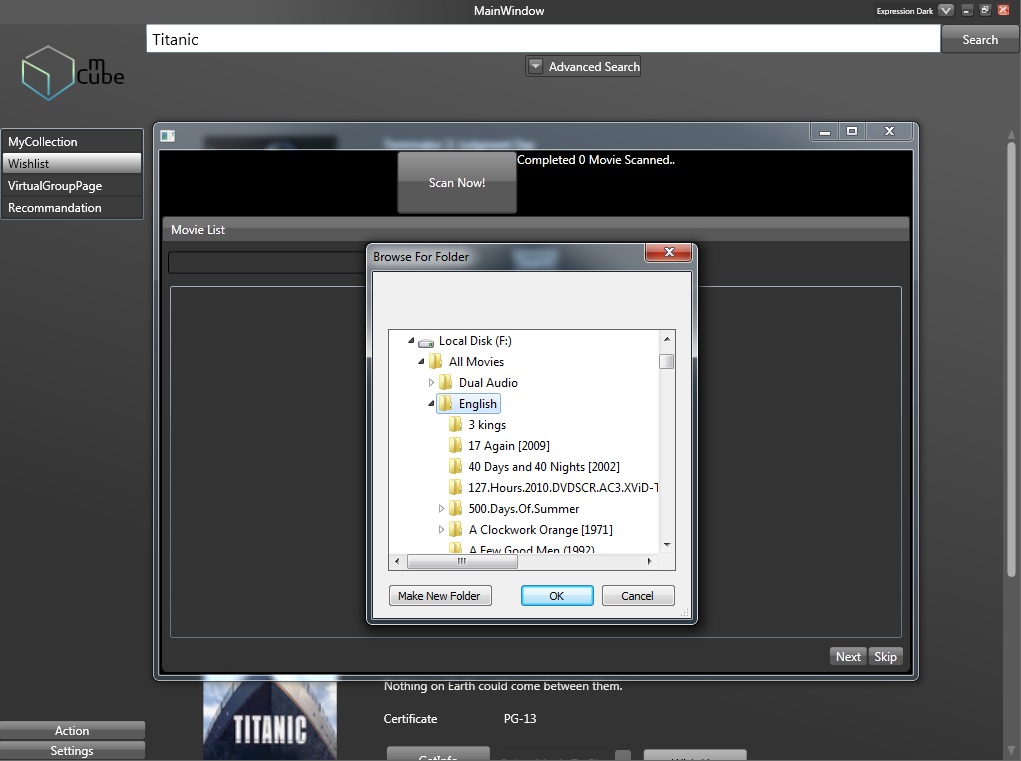 MainWindow
Expression Dark
Titanic
Search
m
cube
Advanced Search
MyCollection
Wishlist
VirtualGroupPage
Recommandation
Scan Now!
Completed 0 Movie Scanned..
Movie List
Browse For Folder
Local Disk (F:)
All Movies
Dual Audio
English
3 kings
17 Again [2009]
40 Days and 40 Nights [2002]
127.Hours.2010.DVDSCR.AC3.XViD-T
500.Days.Of.Summer
A Clockwork Orange [1971]
A Few Good Men (1992)
Make New Folder
OK
Cancel
Next
Skip
Nothing on Earth could come between them.
TITANIC
Certificate
PG-13
Action
GetInfo
Settings